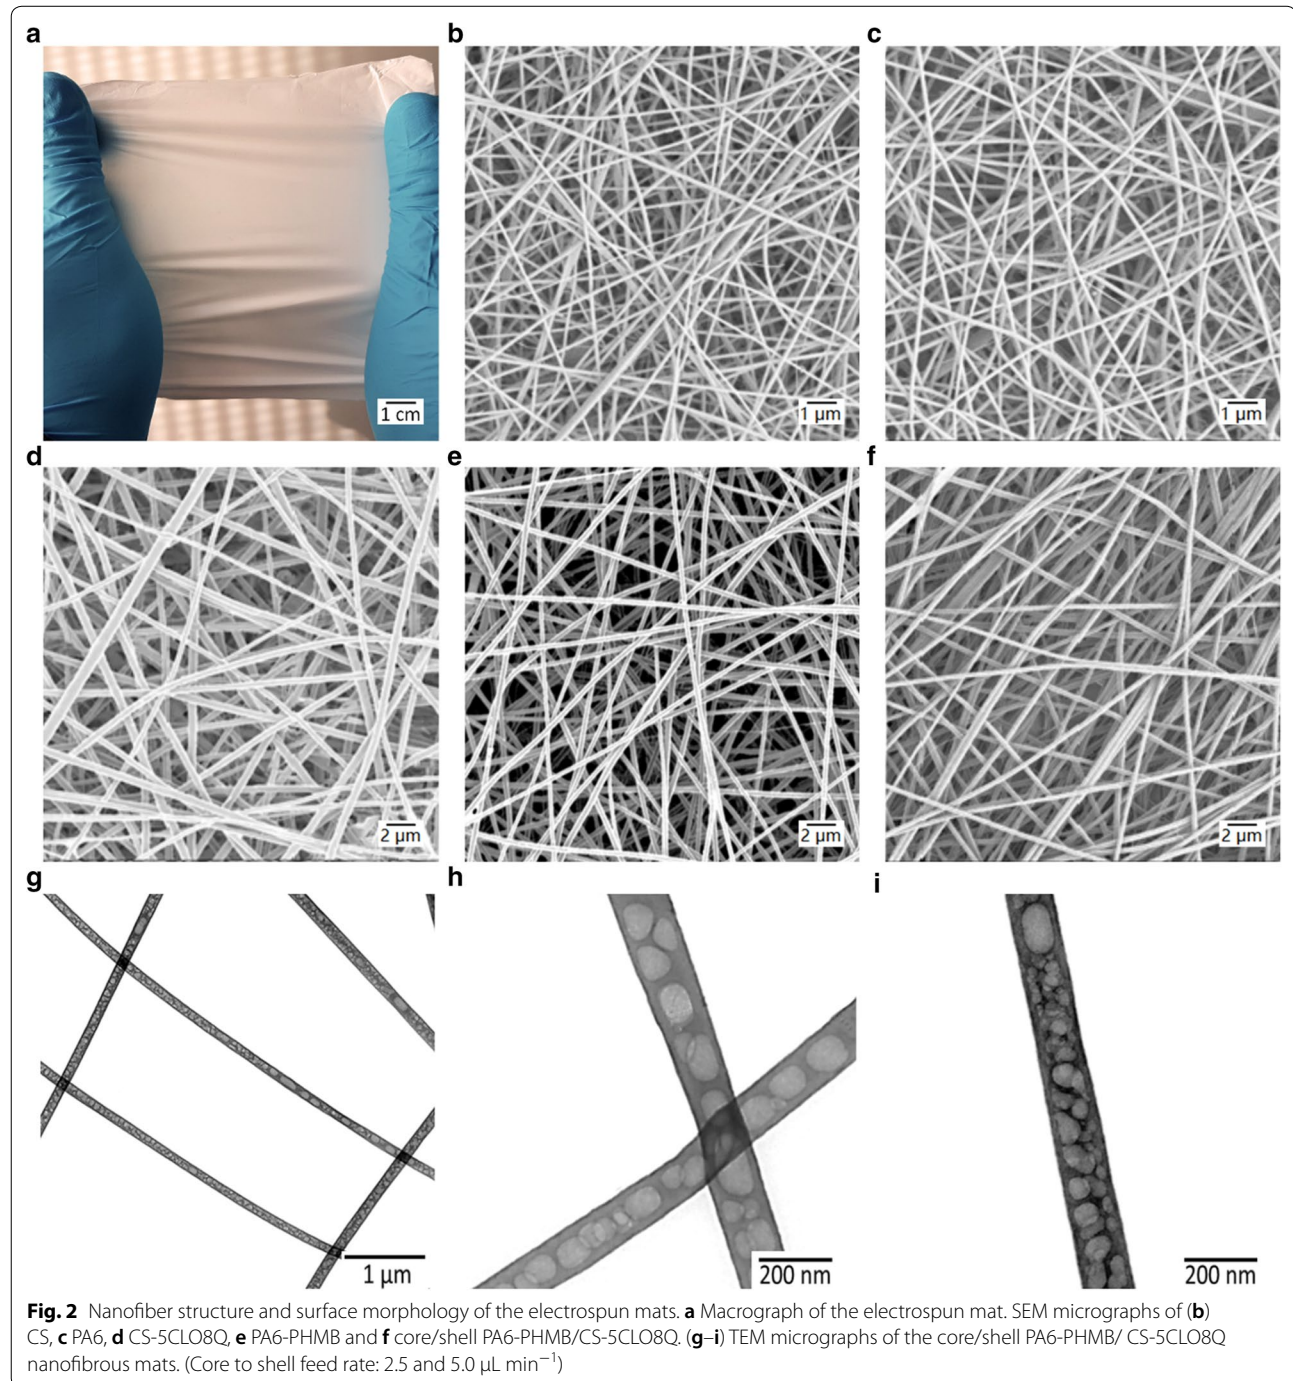 a
b
c
1 cm
1 µm
1 µm
d
e
f
2 µm
2 µm
2 µm
g
h
i
1 µm
200 nm
200 nm
Fig. 2 Nanofiber structure and surface morphology of the electrospun mats. a Macrograph of the electrospun mat. SEM micrographs of (b)
CS, c PA6, d CS-5CLO8Q, e PA6-PHMB and f core/shell PA6-PHMB/CS-5CLO8Q. (g–i) TEM micrographs of the core/shell PA6-PHMB/ CS-5CLO8Q
nanofibrous mats. (Core to shell feed rate: 2.5 and 5.0 µL min⁻¹)